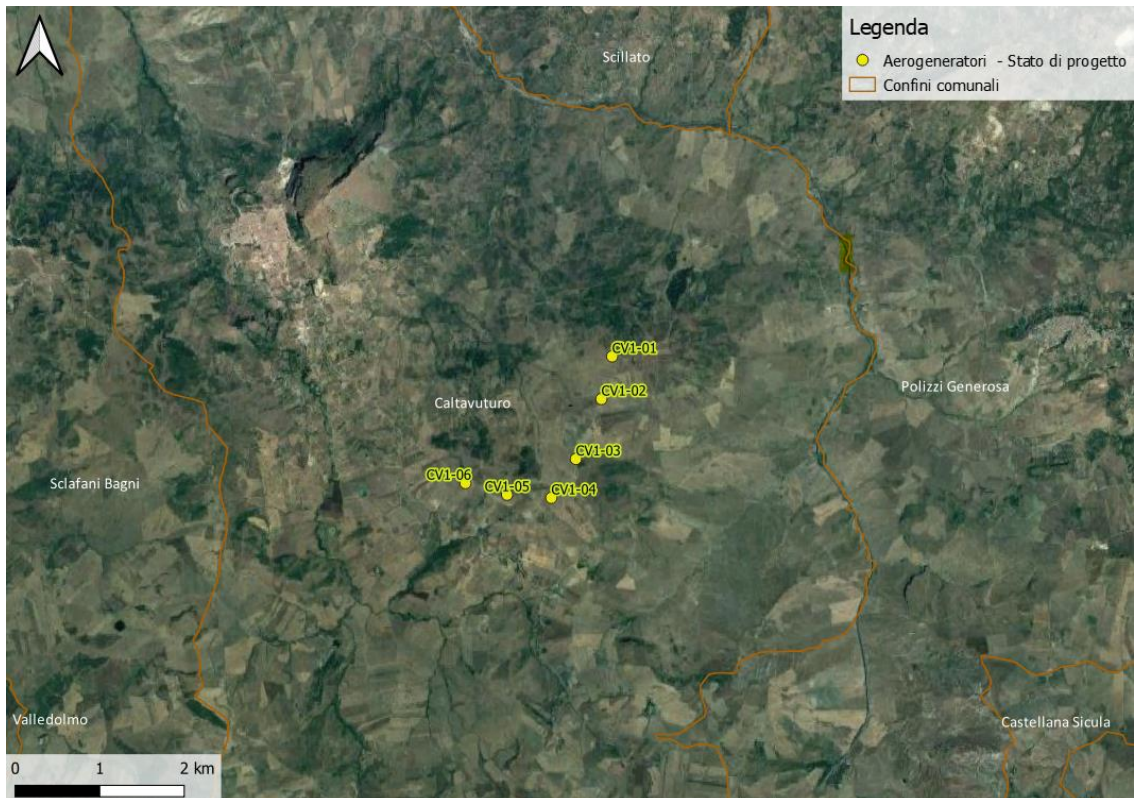 Scillato
Legenda
Aerogeneratori - Stato di progetto
Confini comunali
CV1-01
CV1-02
Polizzi Generosa
Caltavuturo
CV1-03
CV1-06
CV1-05
CV1-04
Sclafani Bagni
Valledolmo
Castellana Sicula
0 1 2 km